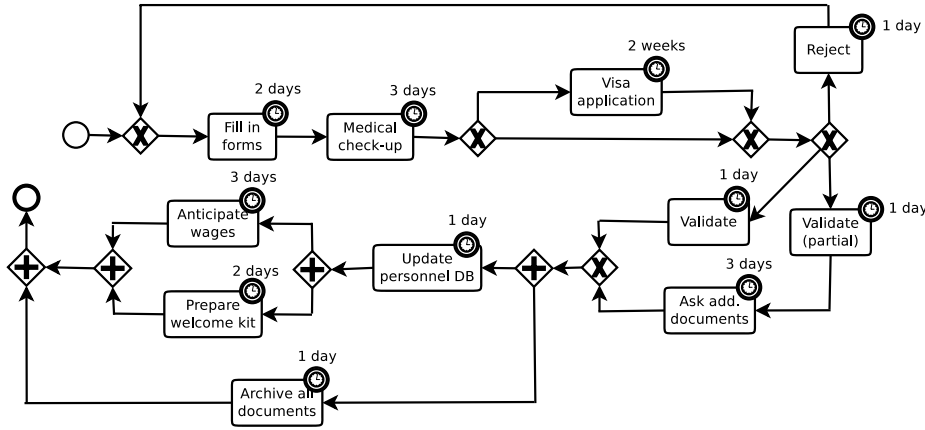 1 day
Reject
2 weeks
Visa
application
2 days
Fill in
forms
3 days
Medical
check-up
X
X
X
X
3 days
Anticipate
wages
1 day
Validate
1 day
Validate
(partial)
1 day
Update
personnel DB
X
2 days
Prepare
welcome kit
3 days
Ask add.
documents
1 day
Archive all
documents